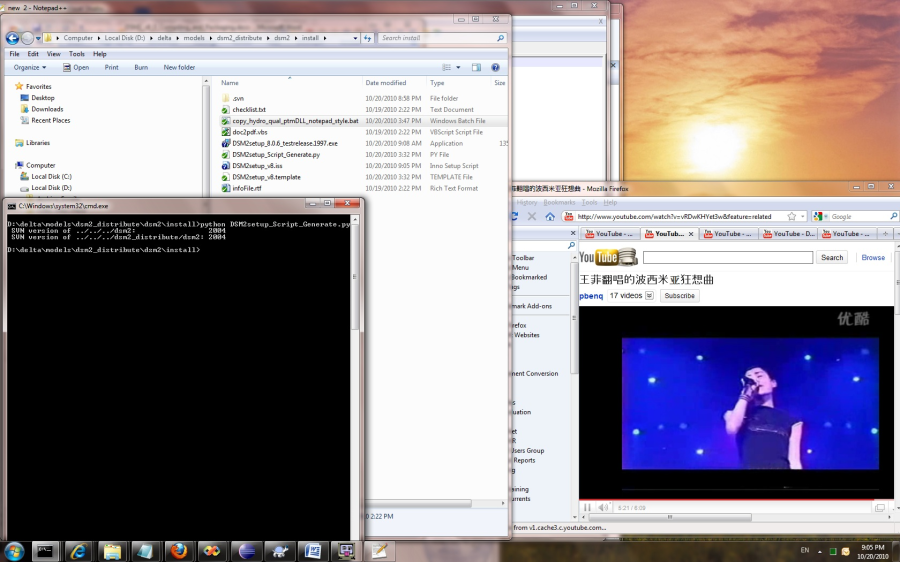 new 2 - Notepad++
Computer ▸ Local Disk (D:) ▸ delta ▸ models ▸ dsm2_distribute ▸ dsm2 ▸ install ▸
Search install
File Edit View Tools Help
Organize Open Print Burn New folder
Favorites
Desktop
Downloads
Recent Places
Libraries
Computer
Local Disk (C:)
Local Disk (D:)
Name Date modified Type Size
.svn 10/20/2010 8:58 PM File folder
checklist.txt 10/19/2010 2:22 PM Text Document
copy_hydro_qual_ptmDLL_notepad_style.bat 10/20/2010 3:47 PM Windows Batch File
doc2pdf.vbs 10/19/2010 2:22 PM VBScript Script File
DSM2setup_8.0.6_testrelease.1997.exe 10/20/2010 9:08 AM Application 135
DSM2setup_Script_Generate.py 10/20/2010 3:32 PM PY File
DSM2setup_v8.iss 10/20/2010 9:05 PM Inno Setup Script
DSM2setup_v8.template 10/20/2010 3:32 PM TEMPLATE File
infoFile.rtf 10/19/2010 2:22 PM Rich Text Format
0 2:22 PM
C:\Windows\system32\cmd.exe
D:\delta\models\dsm2_distribute\dsm2\install>python DSM2setup_Script_Generate.py
SVN version of ../../../dsm2: 2004
SVN version of ../../../dsm2_distribute/dsm2: 2004
D:\delta\models\dsm2_distribute\dsm2\install>
菲翻唱的波西米亚狂想曲 - Mozilla Firefox
History Bookmarks Tools Help
http://www.youtube.com/watch?v=vRDwKHYet3w&feature=related
Google
YouTube - ... YouTub... YouTube - ... YouTube - D... YouTube - ...
Toolbar
Menu
Bookmarked
ags
mark Add-ons
refox
Websites
nent Conversion
s
uation
et
R
Users Group
Reports
g
aining
urrents
YouTube
Search Browse
王菲翻唱的波西米亚狂想曲
pbenq 17 videos Subscribe
优酷
6:21 / 6:09
from v1.cache3.c.youtube.com...
EN
9:05 PM
10/20/2010